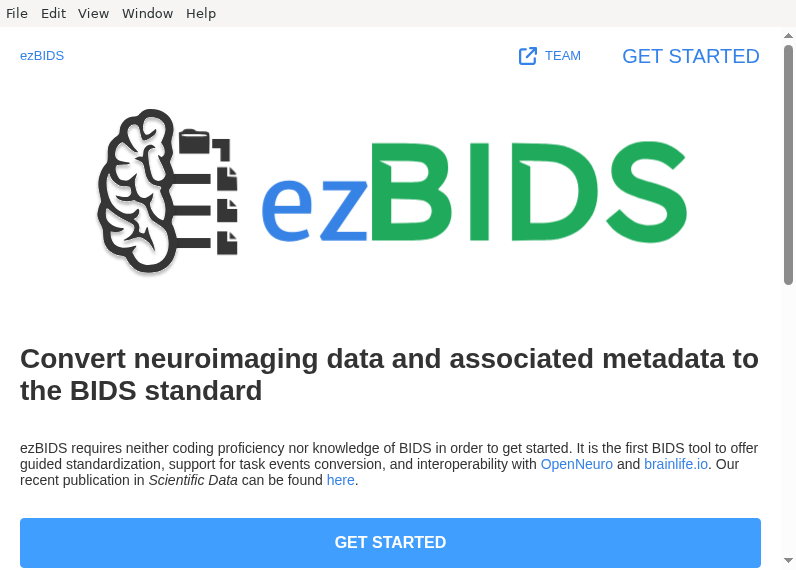 File Edit View Window Help
ezBIDS TEAM GET STARTED
ezBIDS
Convert neuroimaging data and associated metadata to
the BIDS standard
ezBIDS requires neither coding proficiency nor knowledge of BIDS in order to get started. It is the first BIDS tool to offer
guided standardization, support for task events conversion, and interoperability with OpenNeuro and brainlife.io. Our
recent publication in Scientific Data can be found here.
GET STARTED